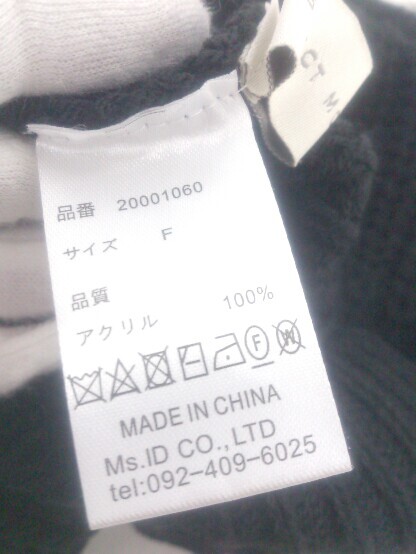 CT M
品番 20001060
サイズ F
品質
アクリル 100%
F W
MADE IN CHINA
Ms.ID CO.,LTD
tel:092-409-6025